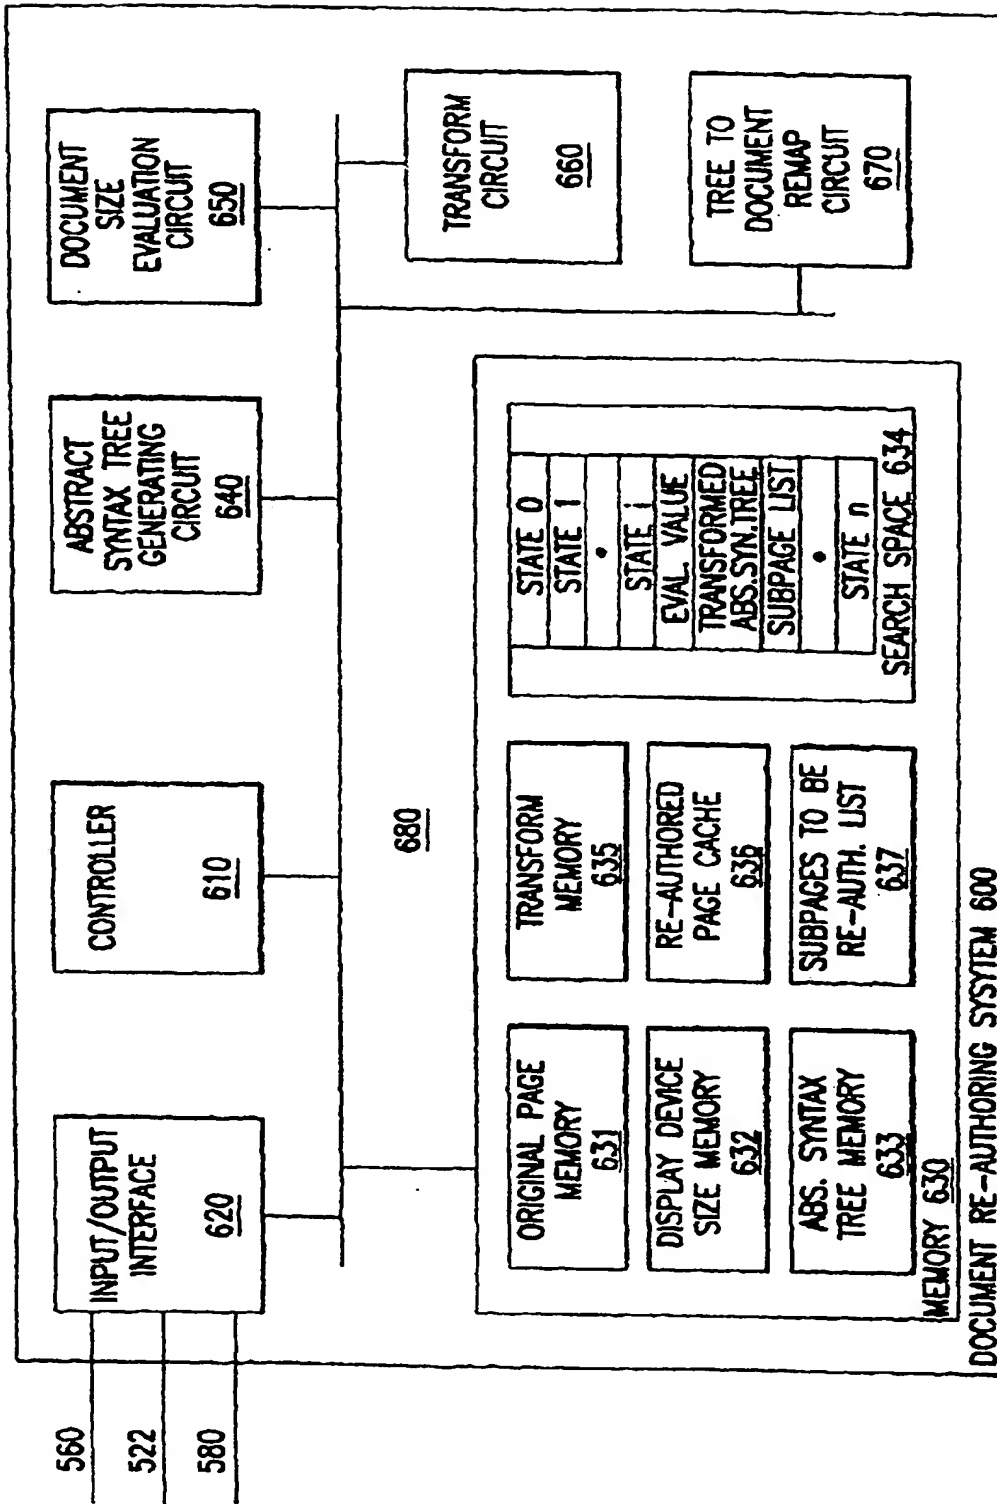 560
522
580
INPUT/OUTPUT
INTERFACE
620
CONTROLLER
610
ABSTRACT
SYNTAX TREE
GENERATING
CIRCUIT
640
DOCUMENT
SIZE
EVALUATION
CIRCUIT
650
680
TRANSFORM
CIRCUIT
660
TREE TO
DOCUMENT
REMAP
CIRCUIT
670
ORIGINAL PAGE
MEMORY
631
DISPLAY DEVICE
SIZE MEMORY
632
ABS. SYNTAX
TREE MEMORY
633
TRANSFORM
MEMORY
635
RE-AUTHORED
PAGE CACHE
636
SUBPAGES TO BE
RE-AUTH. LIST
637
STATE 0
STATE 1
•
STATE i
EVAL. VALUE
TRANSFORMED
ABS.SYN.TREE
SUBPAGE LIST
•
STATE n
SEARCH SPACE 634
MEMORY 630
DOCUMENT RE-AUTHORING SYSYTEM 600